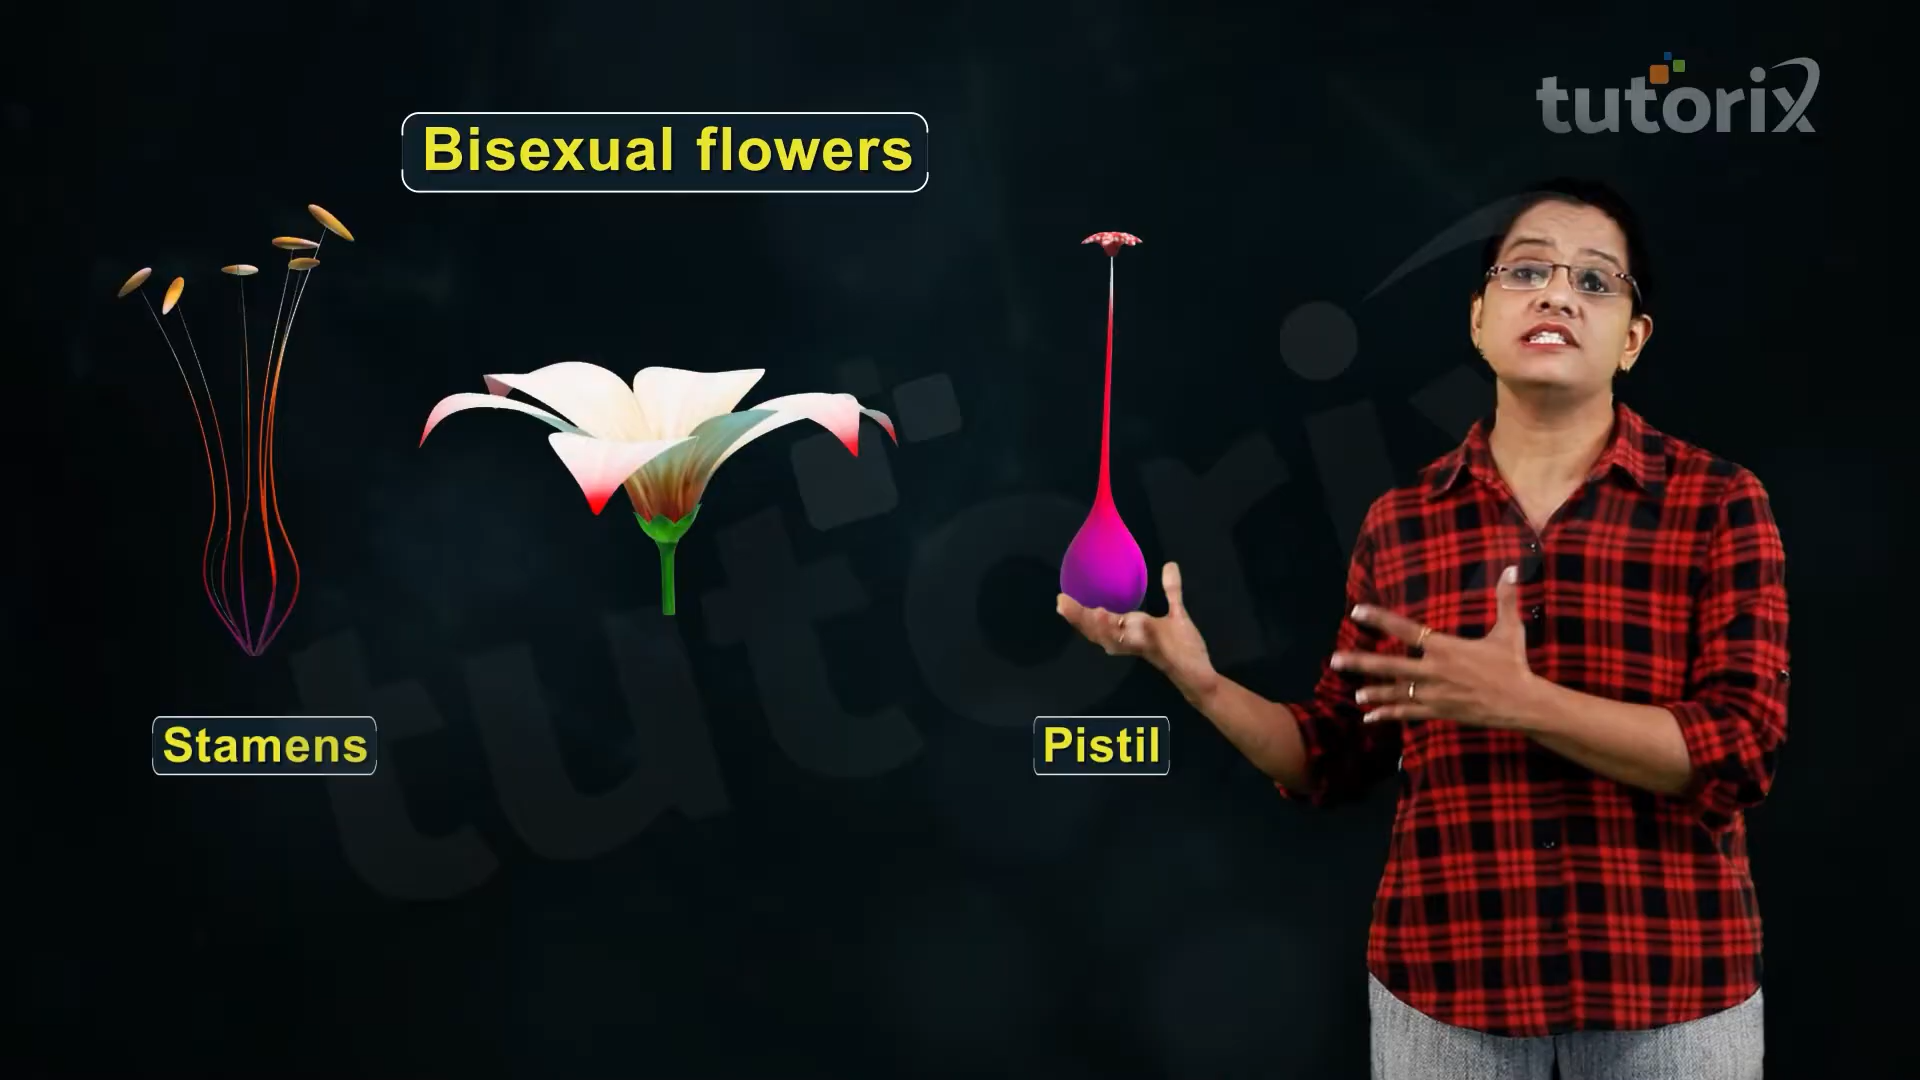 tutorix
Bisexual flowers
tutorix
Stamens
Pistil